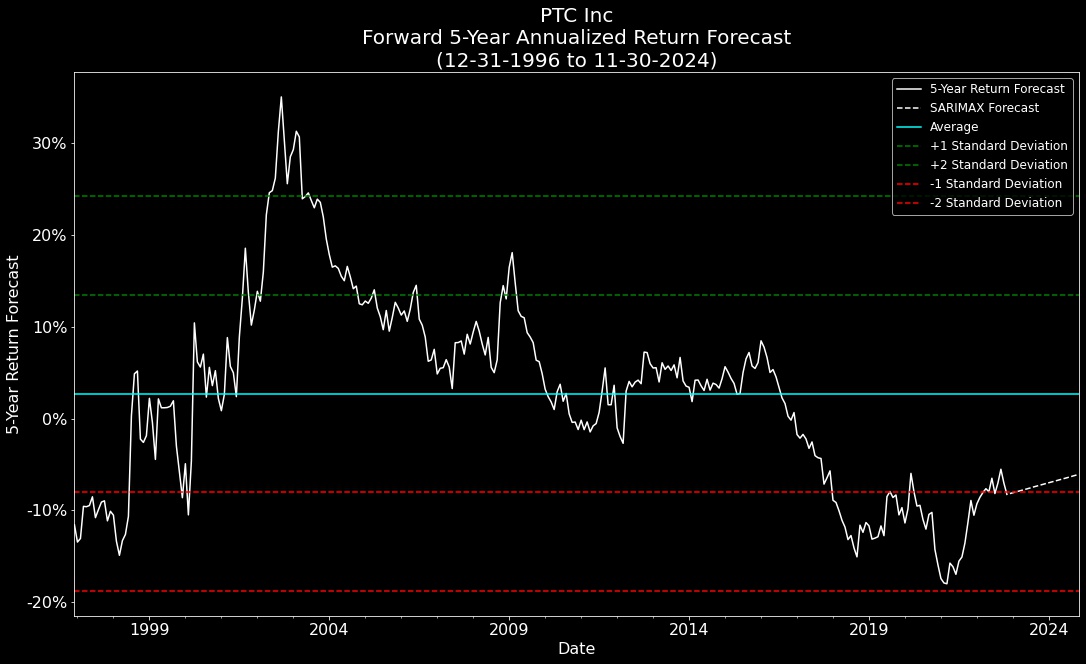 PTC Inc
Forward 5-Year Annualized Return Forecast
(12-31-1996 to 11-30-2024)
5-Year Return Forecast
SARIMAX Forecast
Average
+1 Standard Deviation
+2 Standard Deviation
-1 Standard Deviation
-2 Standard Deviation
5-Year Return Forecast
30%
20%
10%
0%
-10%
-20%
1999
2004
2009
2014
2019
2024
Date